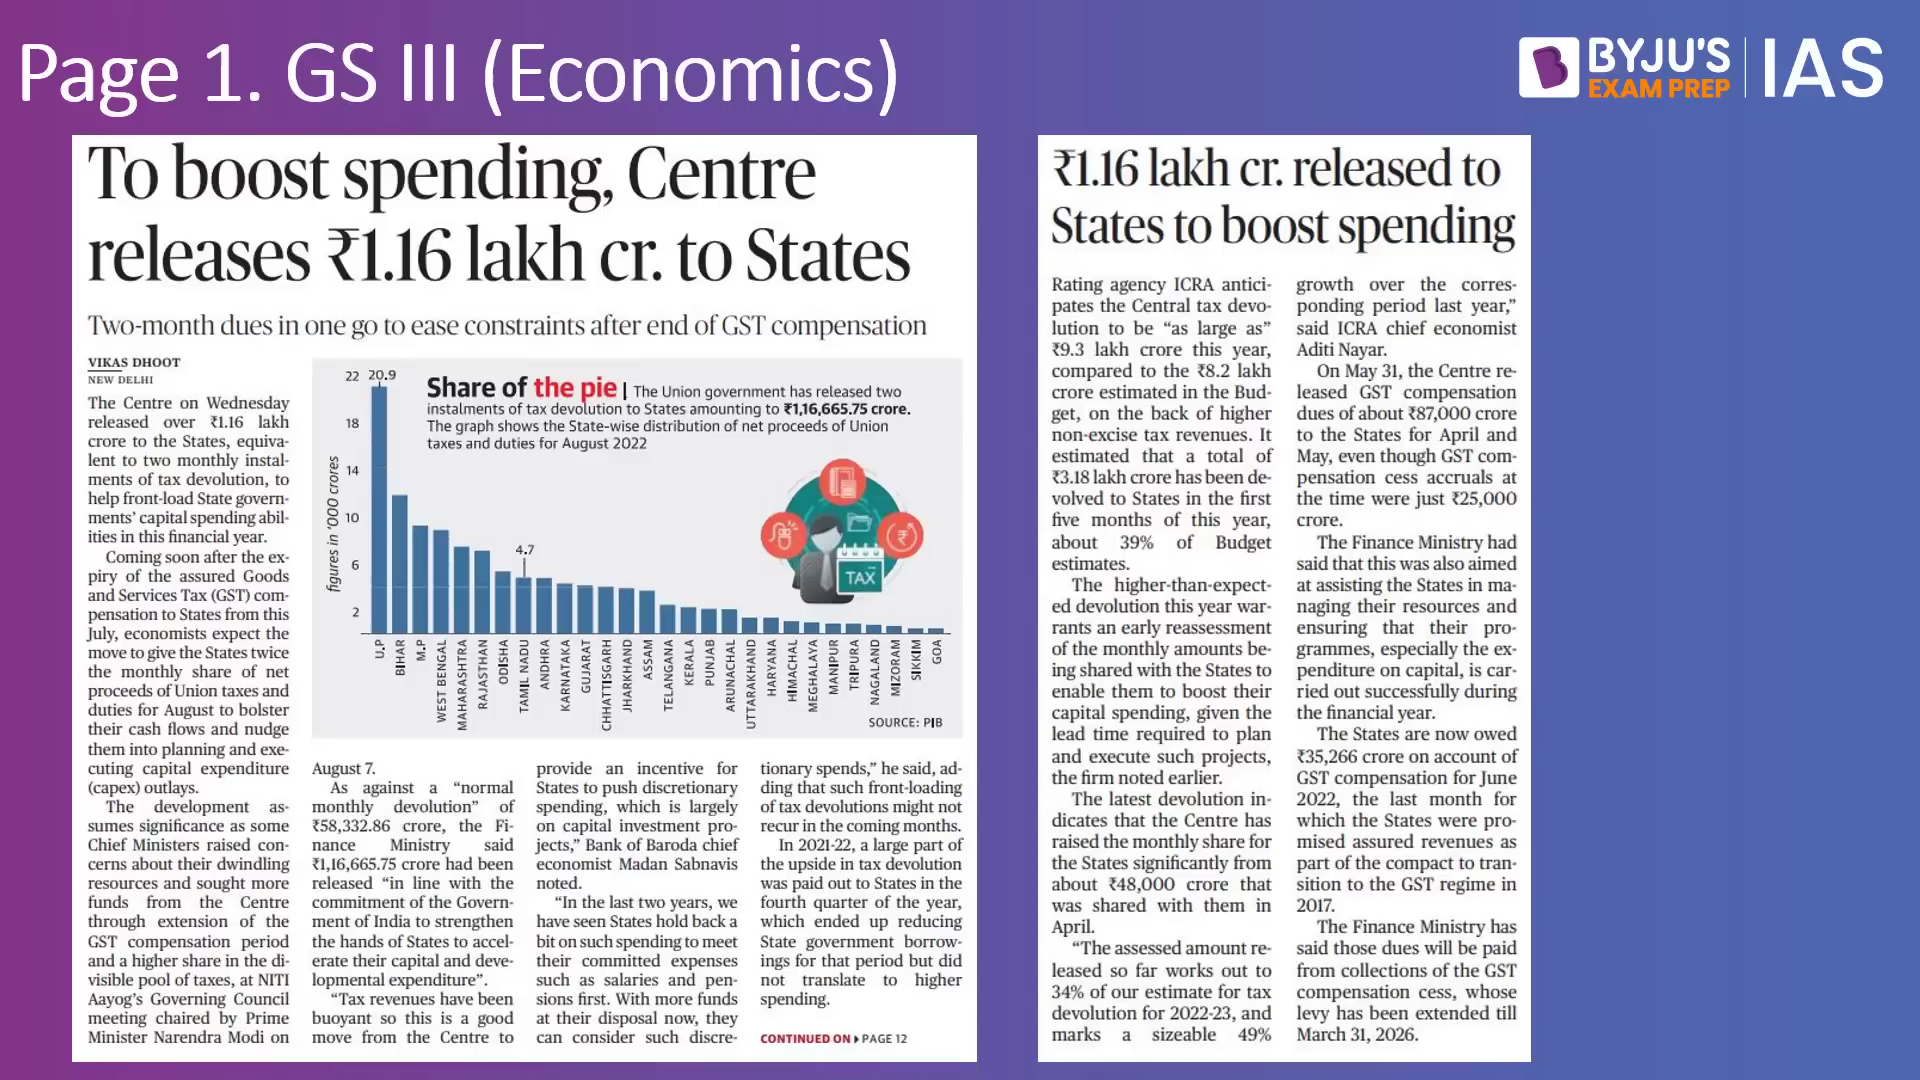 Page 1. GS III (Economics)
BYJU'S
EXAM PREP
IAS
To boost spending, Centre
releases ₹1.16 lakh cr. to States
Two-month dues in one go to ease constraints after end of GST compensation
VIKAS DHOOT
NEW DELHI
The Centre on Wednesday
released over ₹1.16 lakh
crore to the States, equiva-
lent to two monthly instal-
ments of tax devolution, to
help front-load State govern-
ments' capital spending abil-
ities in this financial year.
Coming soon after the ex-
piry of the assured Goods
and Services Tax (GST) com-
pensation to States from this
July, economists expect the
move to give the States twice
the monthly share of net
proceeds of Union taxes and
duties for August to bolster
their cash flows and nudge
them into planning and exe-
cuting capital expenditure
(capex) outlays.
The development as-
sumes significance as some
Chief Ministers raised con-
cerns about their dwindling
resources and sought more
funds from the Centre
through extension of the
GST compensation period
and a higher share in the di-
visible pool of taxes, at NITI
Aayog's Governing Council
meeting chaired by Prime
Minister Narendra Modi on
Share of the pie | The Union government has released two
instalments of tax devolution to States amounting to ₹1,16,665.75 crore.
The graph shows the State-wise distribution of net proceeds of Union
taxes and duties for August 2022
figures in '000 crores
22
18
14
10
6
2
20.9
4.7
TAX
U.P
BIHAR
M.P
WEST BENGAL
MAHARASHTRA
RAJASTHAN
ODISHA
TAMIL NADU
ANDHRA
KARNATAKA
GUJARAT
CHHATTISGARH
JHARKHAND
ASSAM
TELANGANA
KERALA
PUNJAB
ARUNACHAL
UTTARAKHAND
HARYANA
HIMACHAL
MEGHALAYA
MANIPUR
TRIPURA
NAGALAND
MIZORAM
SIKKIM
GOA
SOURCE: PIB
August 7.
As against a “normal
monthly devolution” of
₹58,332.86 crore, the Fi-
nance Ministry said
₹1,16,665.75 crore had been
released “in line with the
commitment of the Govern-
ment of India to strengthen
the hands of States to accel-
erate their capital and deve-
lopmental expenditure”.
“Tax revenues have been
buoyant so this is a good
move from the Centre to
provide an incentive for
States to push discretionary
spending, which is largely
on capital investment pro-
jects,” Bank of Baroda chief
economist Madan Sabnavis
noted.
“In the last two years, we
have seen States hold back a
bit on such spending to meet
their committed expenses
such as salaries and pen-
sions first. With more funds
at their disposal now, they
can consider such discre-
tionary spends,” he said, ad-
ding that such front-loading
of tax devolutions might not
recur in the coming months.
In 2021-22, a large part of
the upside in tax devolution
was paid out to States in the
fourth quarter of the year,
which ended up reducing
State government borrow-
ings for that period but did
not translate to higher
spending.
CONTINUED ON PAGE 12
₹1.16 lakh cr. released to
States to boost spending
Rating agency ICRA antici-
pates the Central tax devo-
lution to be “as large as”
₹9.3 lakh crore this year,
compared to the ₹8.2 lakh
crore estimated in the Bud-
get, on the back of higher
non-excise tax revenues. It
estimated that a total of
₹3.18 lakh crore has been de-
volved to States in the first
five months of this year,
about 39% of Budget
estimates.
The higher-than-expect-
ed devolution this year war-
rants an early reassessment
of the monthly amounts be-
ing shared with the States to
enable them to boost their
capital spending, given the
lead time required to plan
and execute such projects,
the firm noted earlier.
The latest devolution in-
dicates that the Centre has
raised the monthly share for
the States significantly from
about ₹48,000 crore that
was shared with them in
April.
“The assessed amount re-
leased so far works out to
34% of our estimate for tax
devolution for 2022-23, and
marks a sizeable 49%
growth over the corres-
ponding period last year,”
said ICRA chief economist
Aditi Nayar.
On May 31, the Centre re-
leased GST compensation
dues of about ₹87,000 crore
to the States for April and
May, even though GST com-
pensation cess accruals at
the time were just ₹25,000
crore.
The Finance Ministry had
said that this was also aimed
at assisting the States in ma-
naging their resources and
ensuring that their pro-
grammes, especially the ex-
penditure on capital, is car-
ried out successfully during
the financial year.
The States are now owed
₹35,266 crore on account of
GST compensation for June
2022, the last month for
which the States were pro-
mised assured revenues as
part of the compact to tran-
sition to the GST regime in
2017.
The Finance Ministry has
said those dues will be paid
from collections of the GST
compensation cess, whose
levy has been extended till
March 31, 2026.